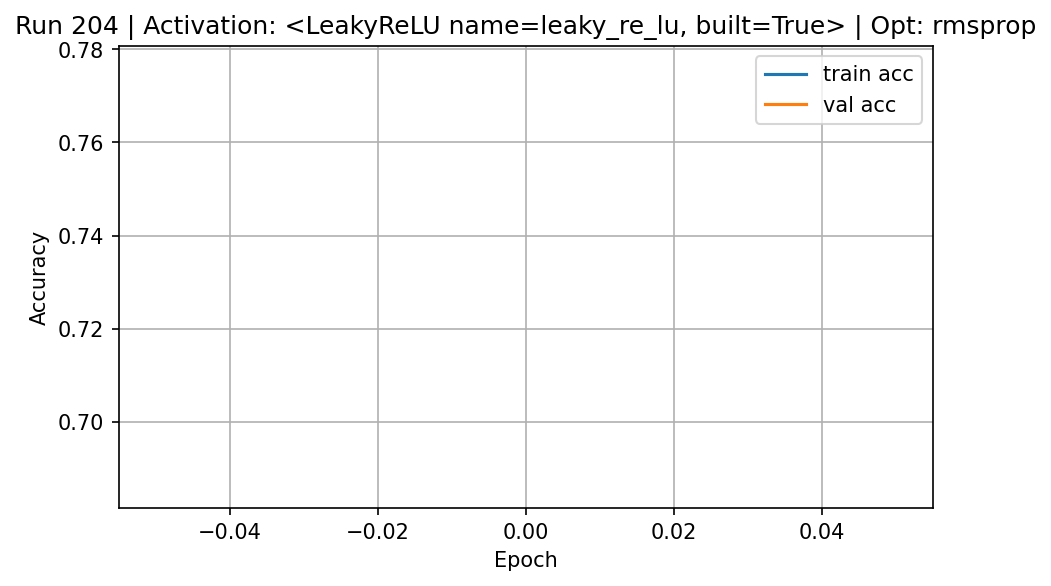 Run 204 | Activation: <LeakyReLU name=leaky_re_lu, built=True> | Opt: rmsprop
train acc
val acc
Accuracy
0.78
0.76
0.74
0.72
0.70
−0.04 −0.02 0.00 0.02 0.04
Epoch